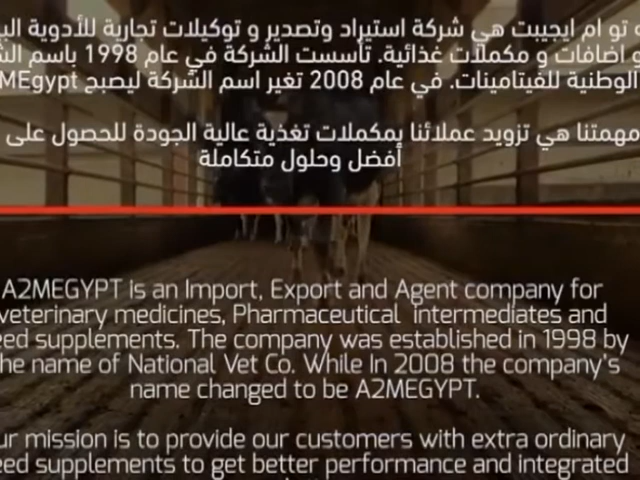 تو ام ايجيبت هي شركة استيراد وتصدير و توكيلات تجارية للأدوية
و اضافات و مكملات غذائية. تأسست الشركة في عام 1998 باسم
الوطنية للفيتامينات. في عام 2008 تغير اسم الشركة ليصبح MEgypt
مهمتنا هي تزويد عملائنا بمكملات تغذية عالية الجودة للحصول على
أفضل وحلول متكاملة
A2MEGYPT is an Import, Export and Agent company for
veterinary medicines, Pharmaceutical intermediates and
eed supplements. The company was established in 1998 by
he name of National Vet Co. While In 2008 the company's
name changed to be A2MEGYPT.
ur mission is to provide our customers with extra ordinary
eed supplements to get better performance and integrated